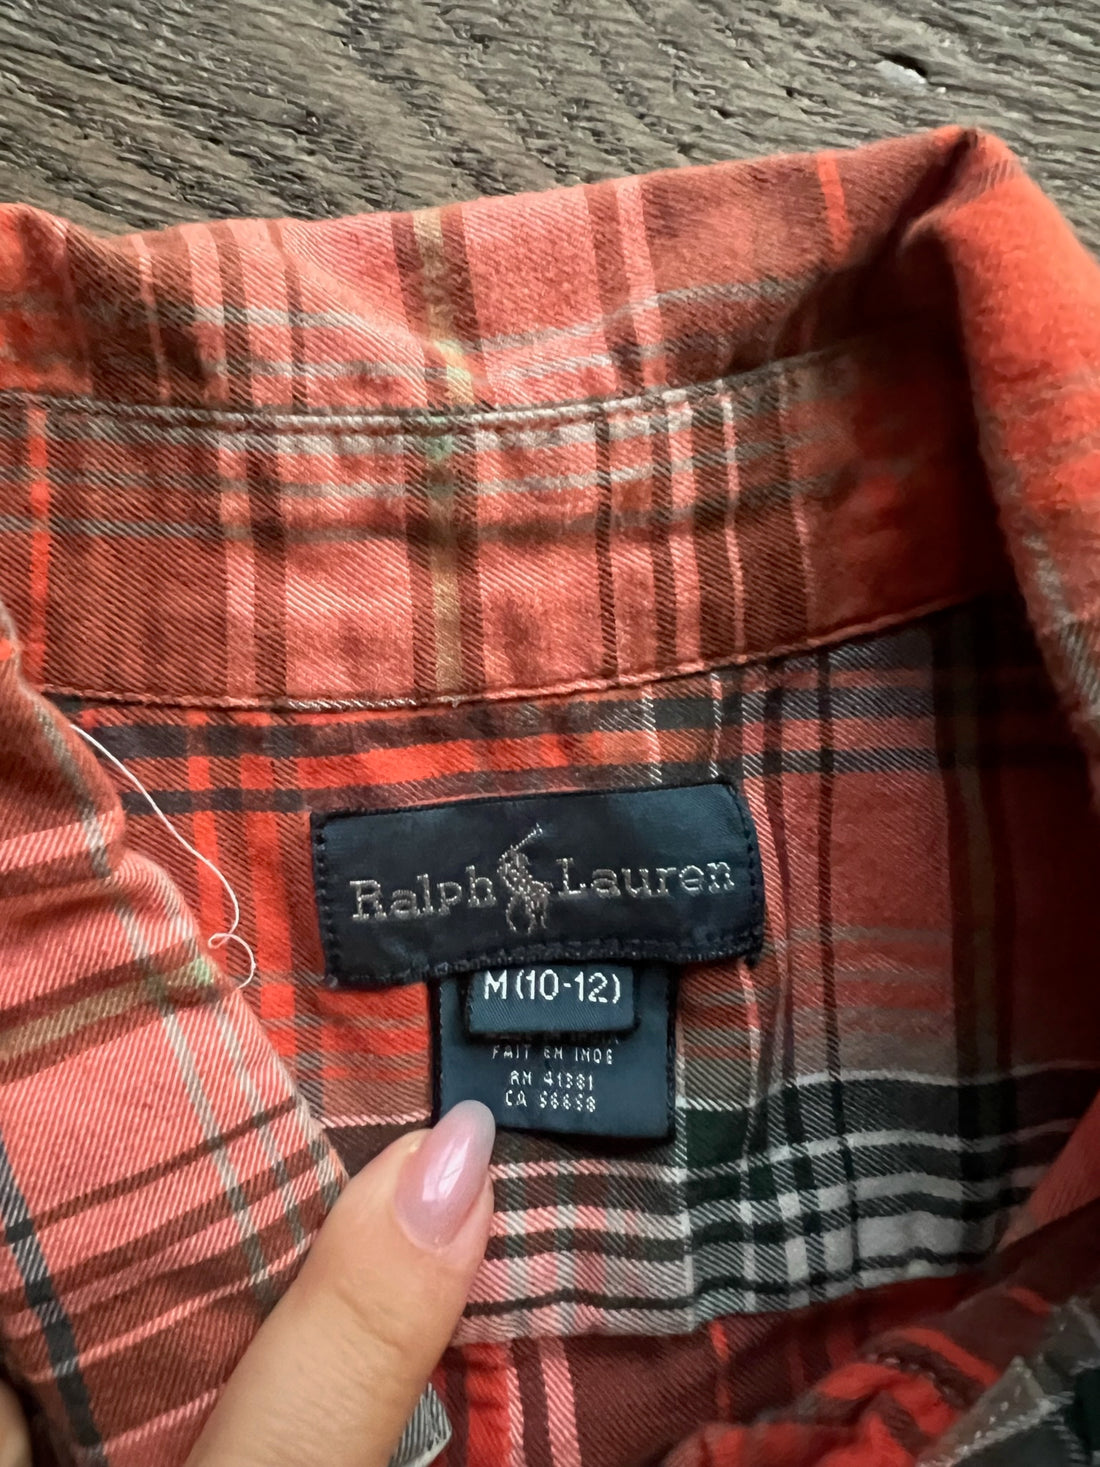 Ralph Lauren
M (10-12)
FAIT EN INDE
RN 41381
CA 56658